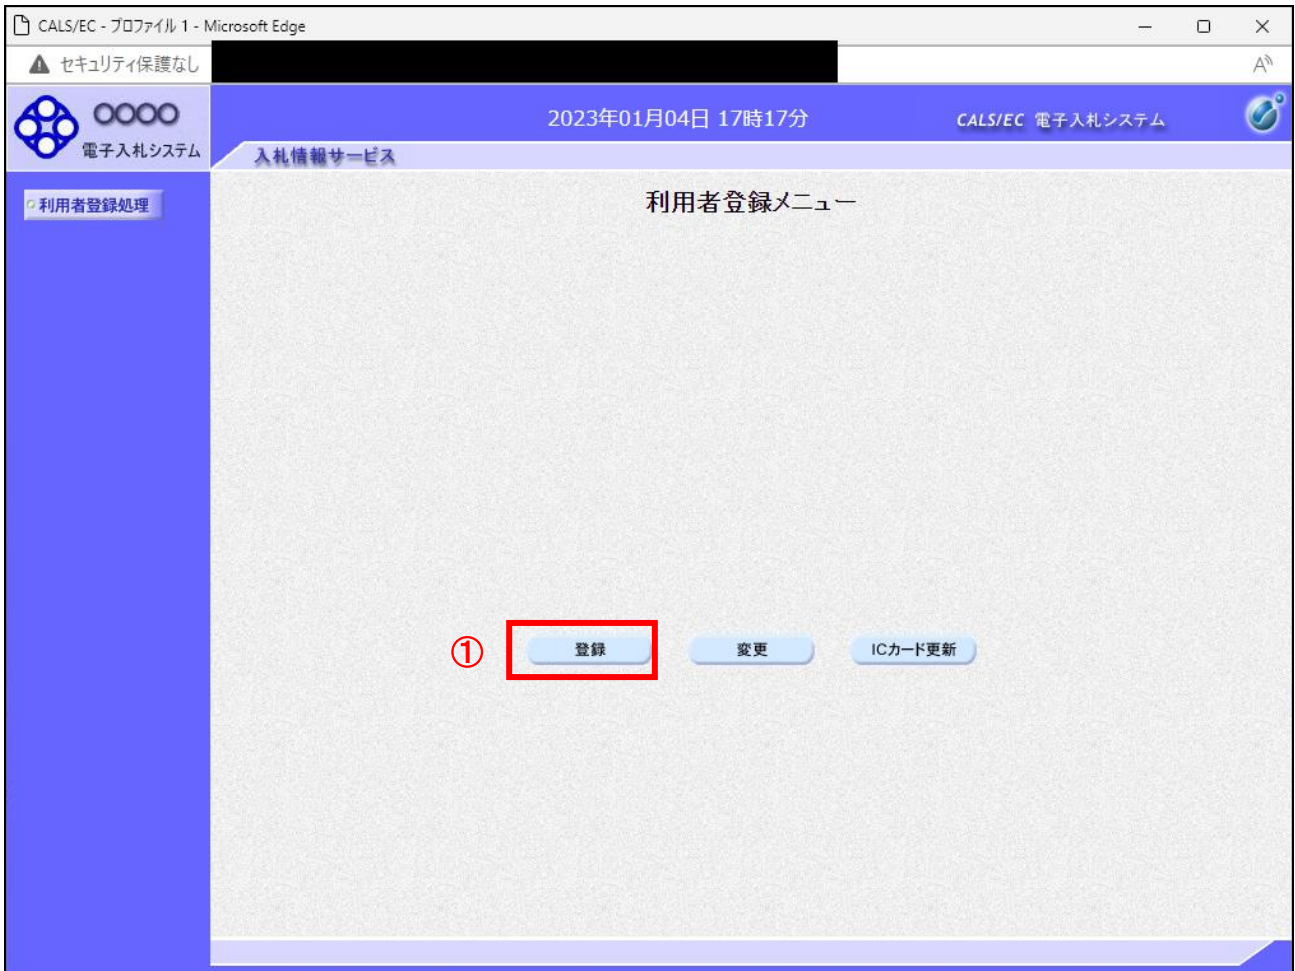 CALS/EC - プロファイル 1 - Microsoft Edge
セキュリティ保護なし
A
〇〇〇〇
電子入札システム
2023年01月04日 17時17分
CALS/EC 電子入札システム
入札情報サービス
利用者登録処理
利用者登録メニュー
① 登録 変更 ICカード更新